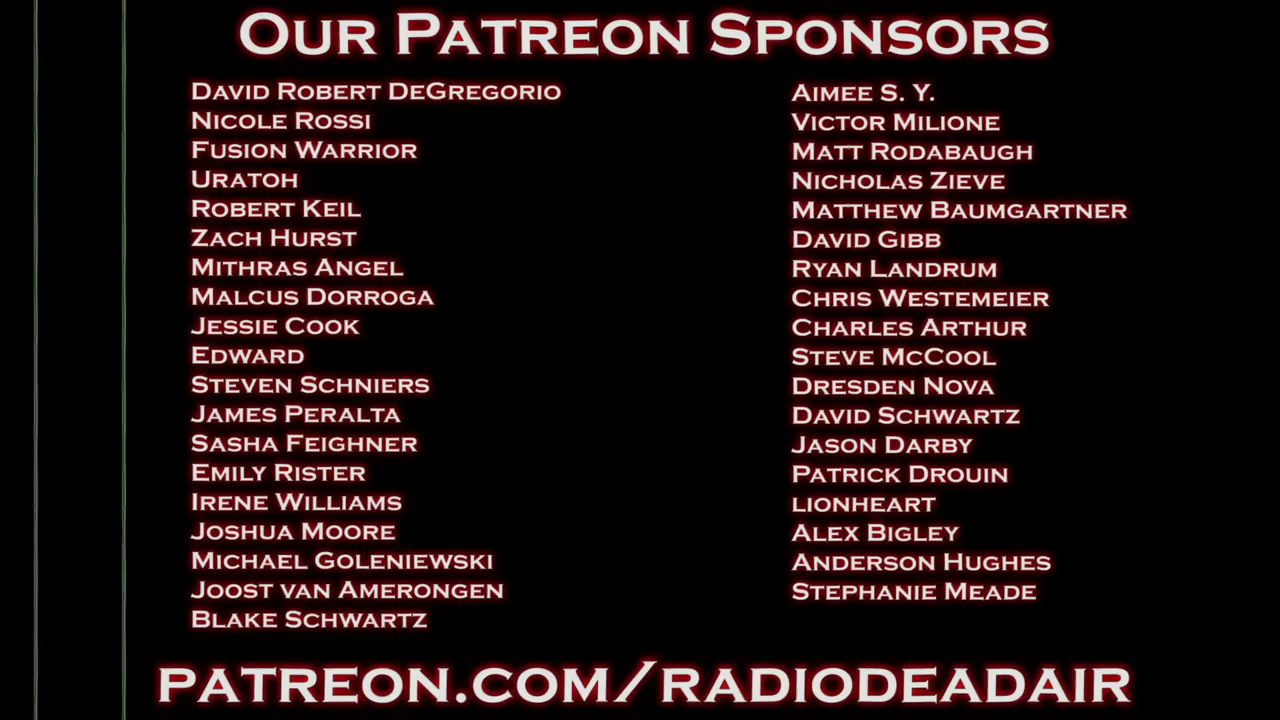 Our Patreon Sponsors
David Robert DeGregorio
Nicole Rossi
Fusion Warrior
Uratoh
Robert Keil
Zach Hurst
Mithras Angel
Malcus Dorroga
Jessie Cook
Edward
Steven Schniers
James Peralta
Sasha Feighner
Emily Rister
Irene Williams
Joshua Moore
Michael Goleniewski
Joost van Amerongen
Blake Schwartz
Aimee S. Y.
Victor Milione
Matt Rodabaugh
Nicholas Zieve
Matthew Baumgartner
David Gibb
Ryan Landrum
Chris Westemeier
Charles Arthur
Steve McCool
Dresden Nova
David Schwartz
Jason Darby
Patrick Drouin
lionheart
Alex Bigley
Anderson Hughes
Stephanie Meade
patreon.com/radiodeadair